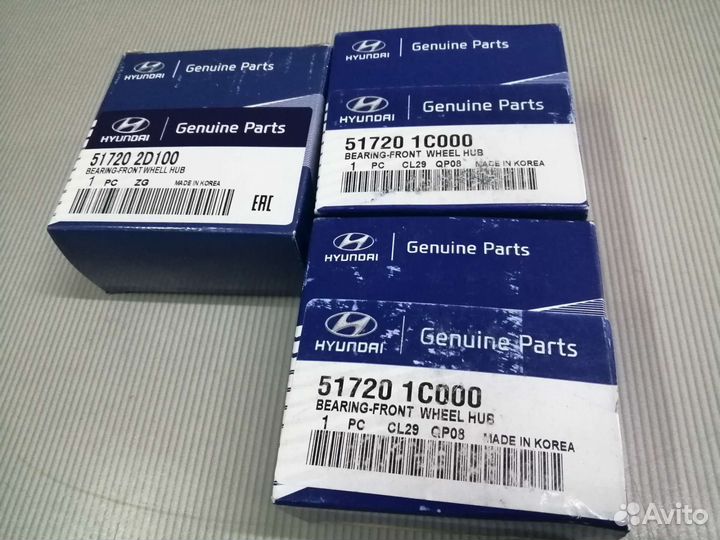 HYUNDAI
Genuine Parts
HYUNDAI
Genuine Parts
51720 2D100
BEARING-FRONT WHELL HUB
1 PC ZG MADE IN KOREA
EAC
HYUNDAI
Genuine Parts
HYUNDAI
Genuine Parts
51720 1C000
BEARING-FRONT WHEEL HUB
1 PC CL29 QP08 MADE IN KOREA
HYUNDAI
Genuine Parts
HYUNDAI
Genuine Parts
51720 1C000
BEARING-FRONT WHEEL HUB
1 PC CL29 QP08 MADE IN KOREA
Avito